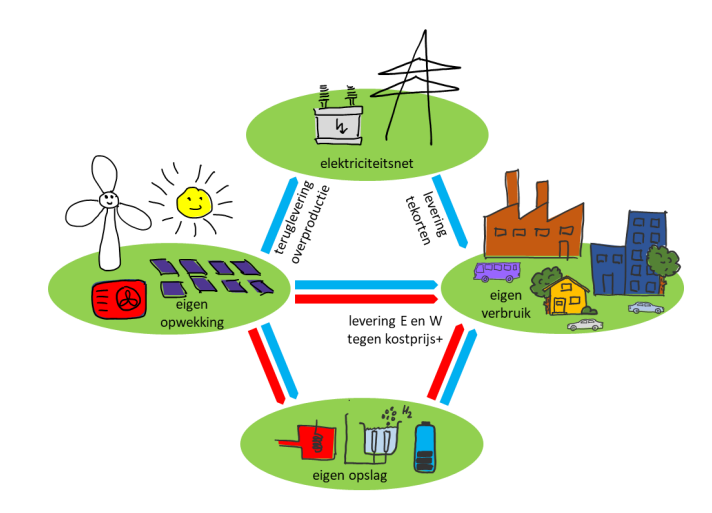 elektriciteitsnet
teruglevering
overproductie
levering
tekorten
eigen
opwekking
eigen
verbruik
levering E en W
tegen kostprijs+
H2
eigen opslag